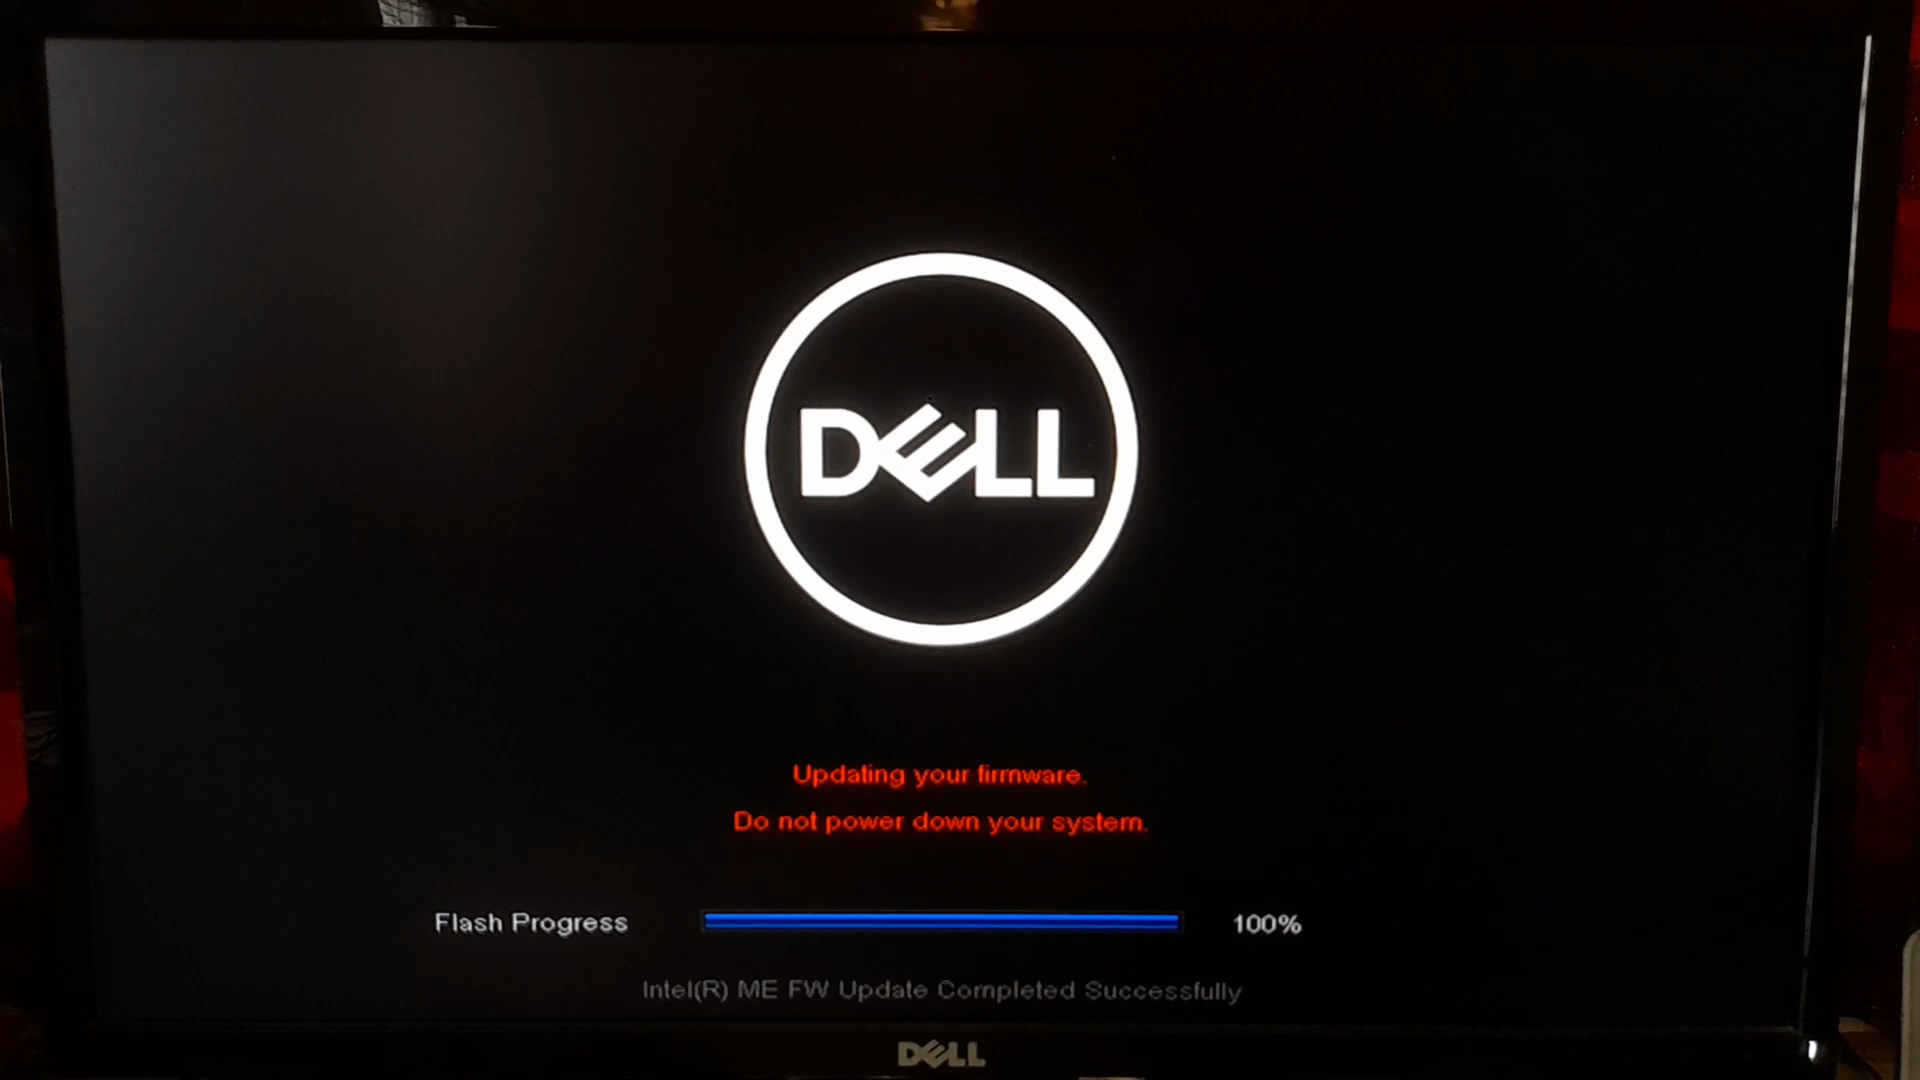 DELL
Updating your firmware.
Do not power down your system.
Flash Progress 100%
Intel(R) ME FW Update Completed Successfully
DELL